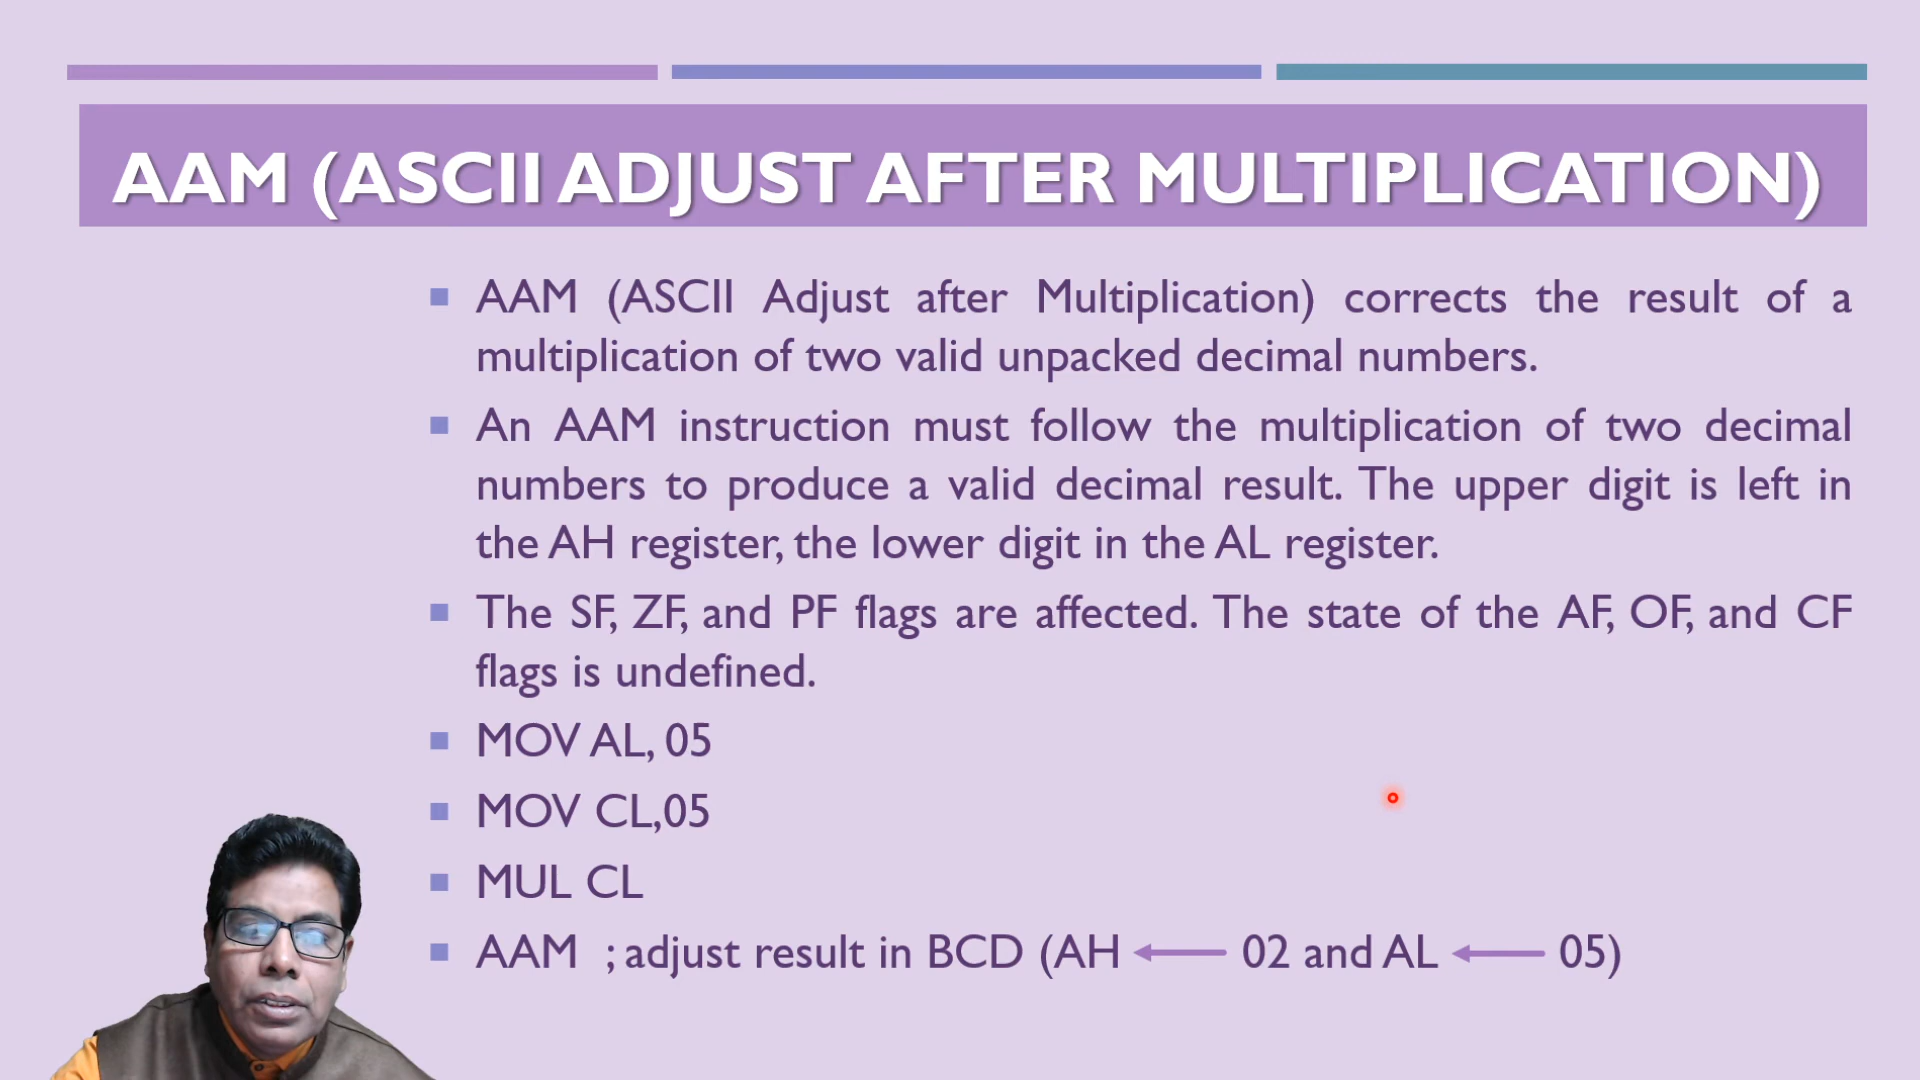 AAM (ASCII ADJUST AFTER MULTIPLICATION)
AAM (ASCII Adjust after Multiplication) corrects the result of a
multiplication of two valid unpacked decimal numbers.
An AAM instruction must follow the multiplication of two decimal
numbers to produce a valid decimal result. The upper digit is left in
the AH register, the lower digit in the AL register.
The SF, ZF, and PF flags are affected. The state of the AF, OF, and CF
flags is undefined.
MOV AL, 05
MOV CL,05
MUL CL
AAM ; adjust result in BCD (AH ← 02 and AL ← 05)